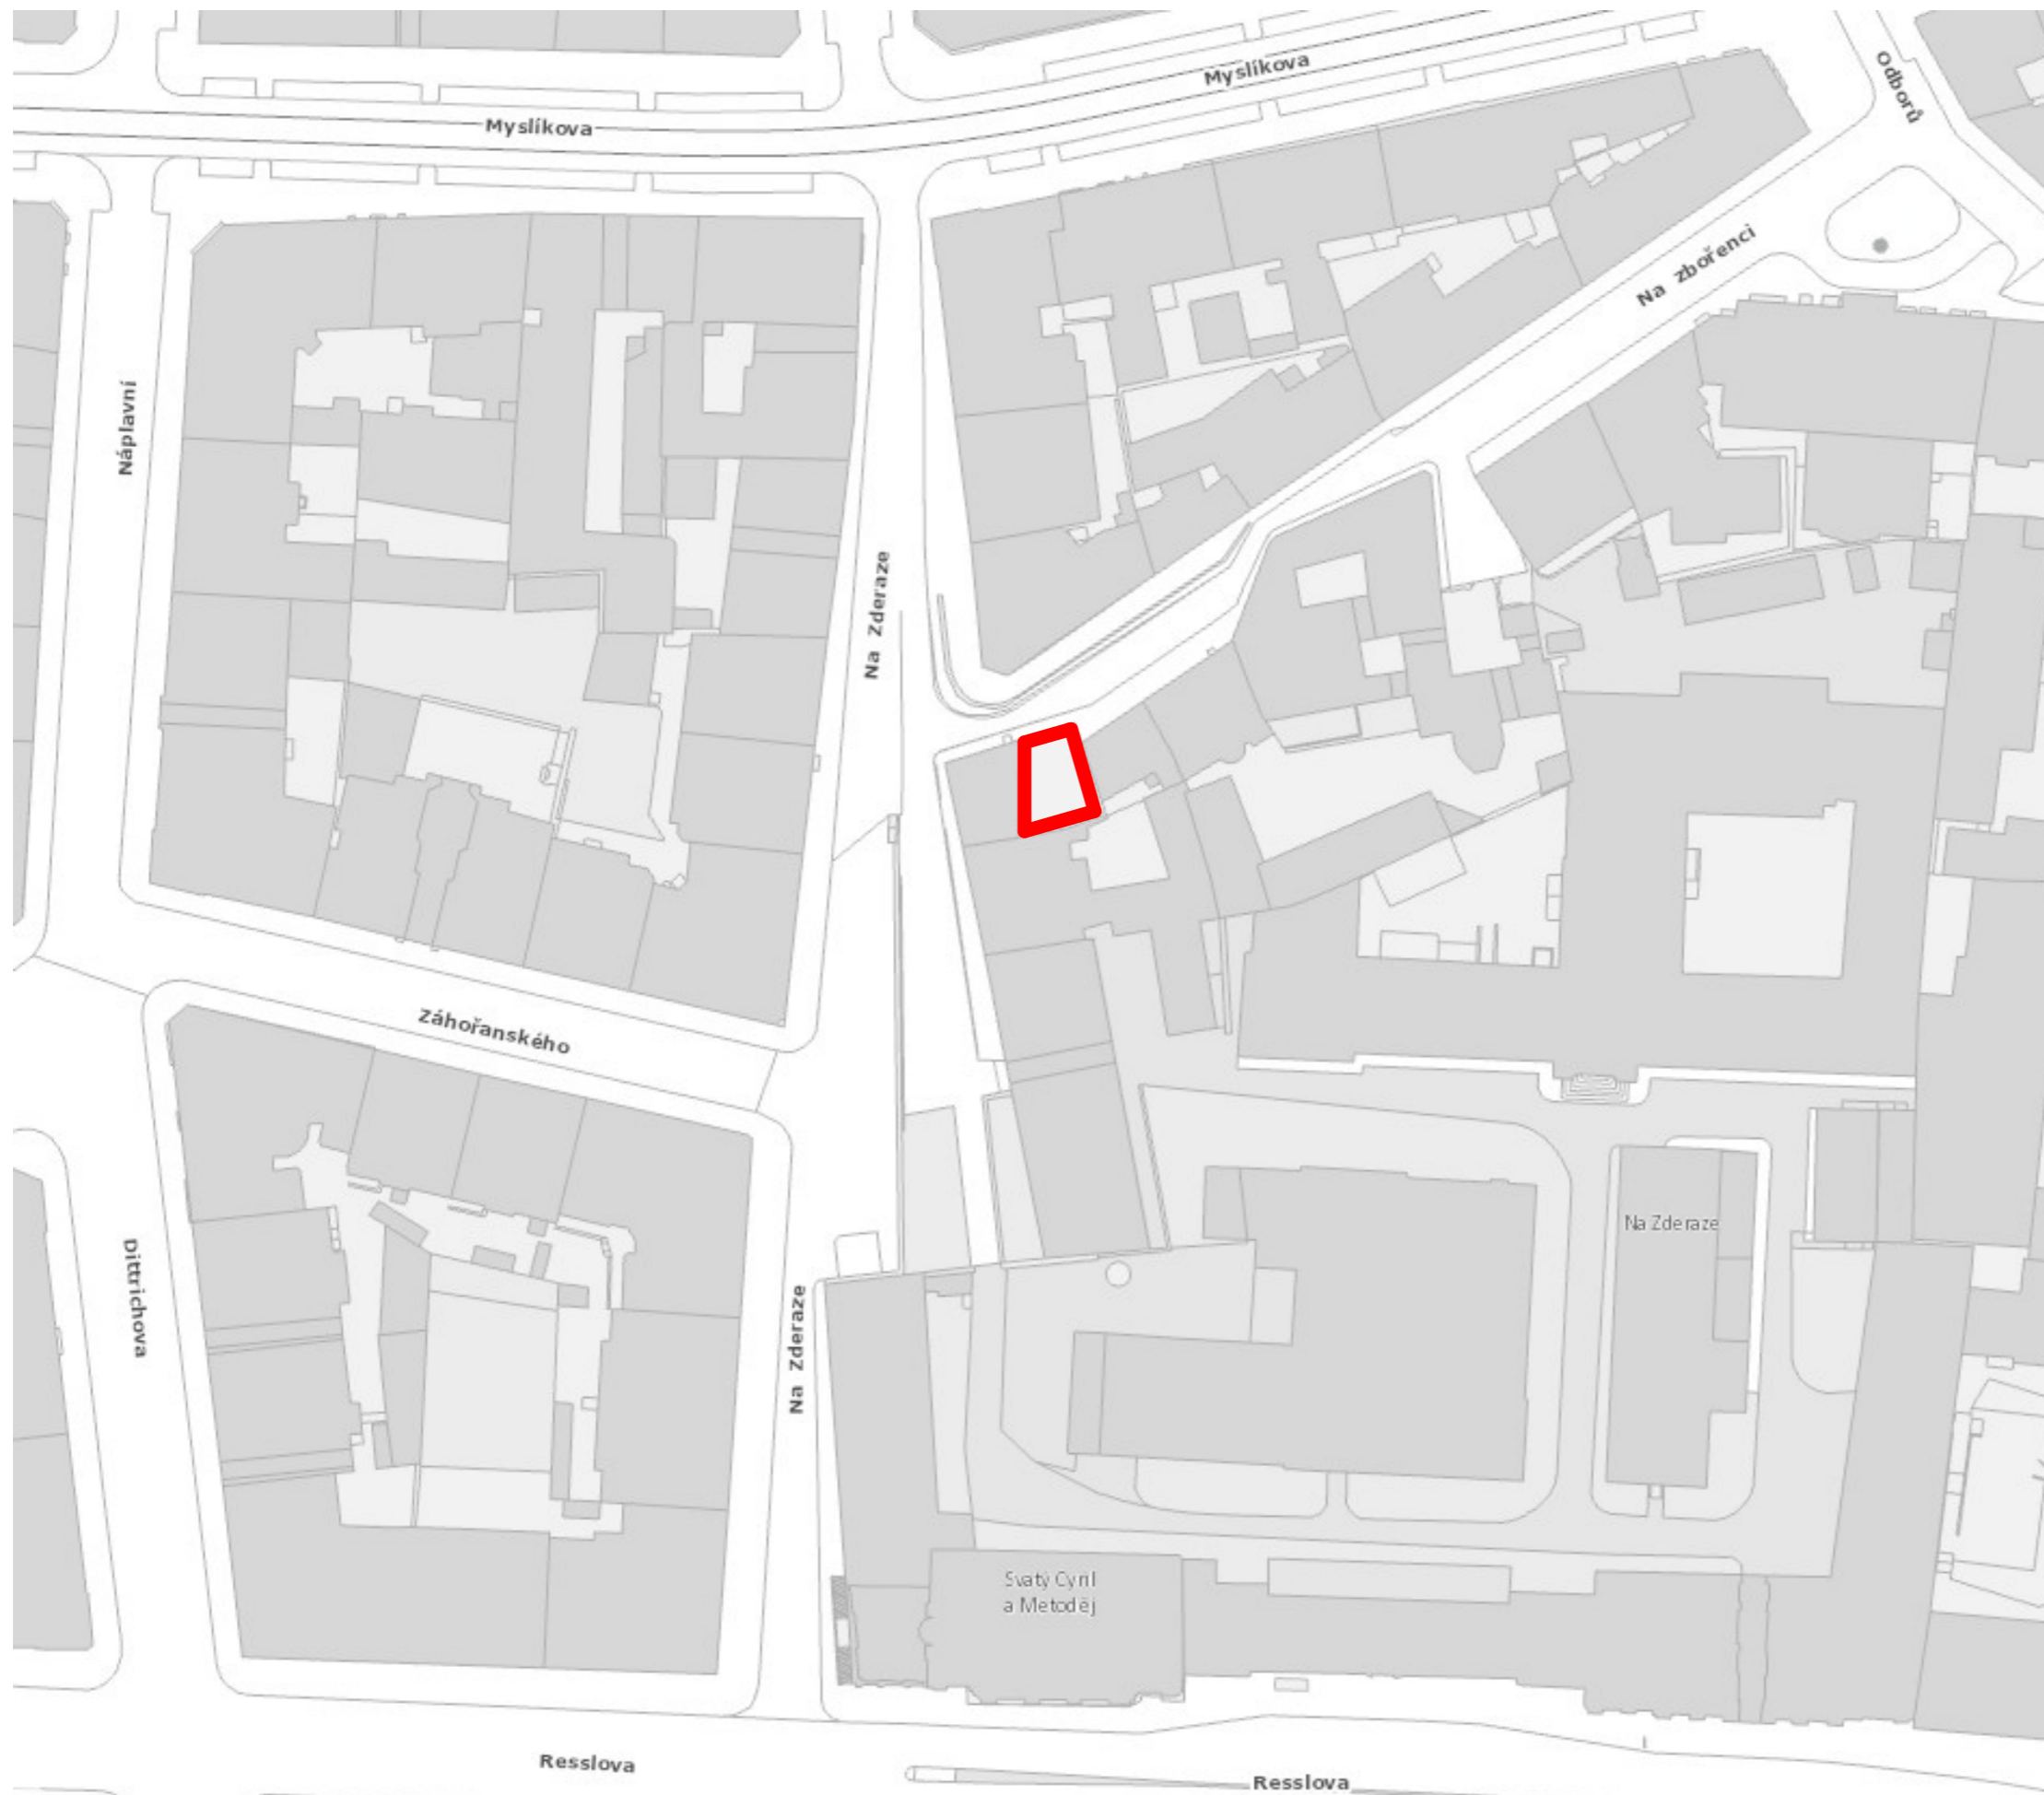 Myslíkova
Odborů
Myslíkova
Na zbořenci
Náplavní
Na Zderaze
Záhořanského
Na Zderaze
Dittrichova
Na Zderaze
Svatý Cyril
a Metoděj
Resslova
Resslova